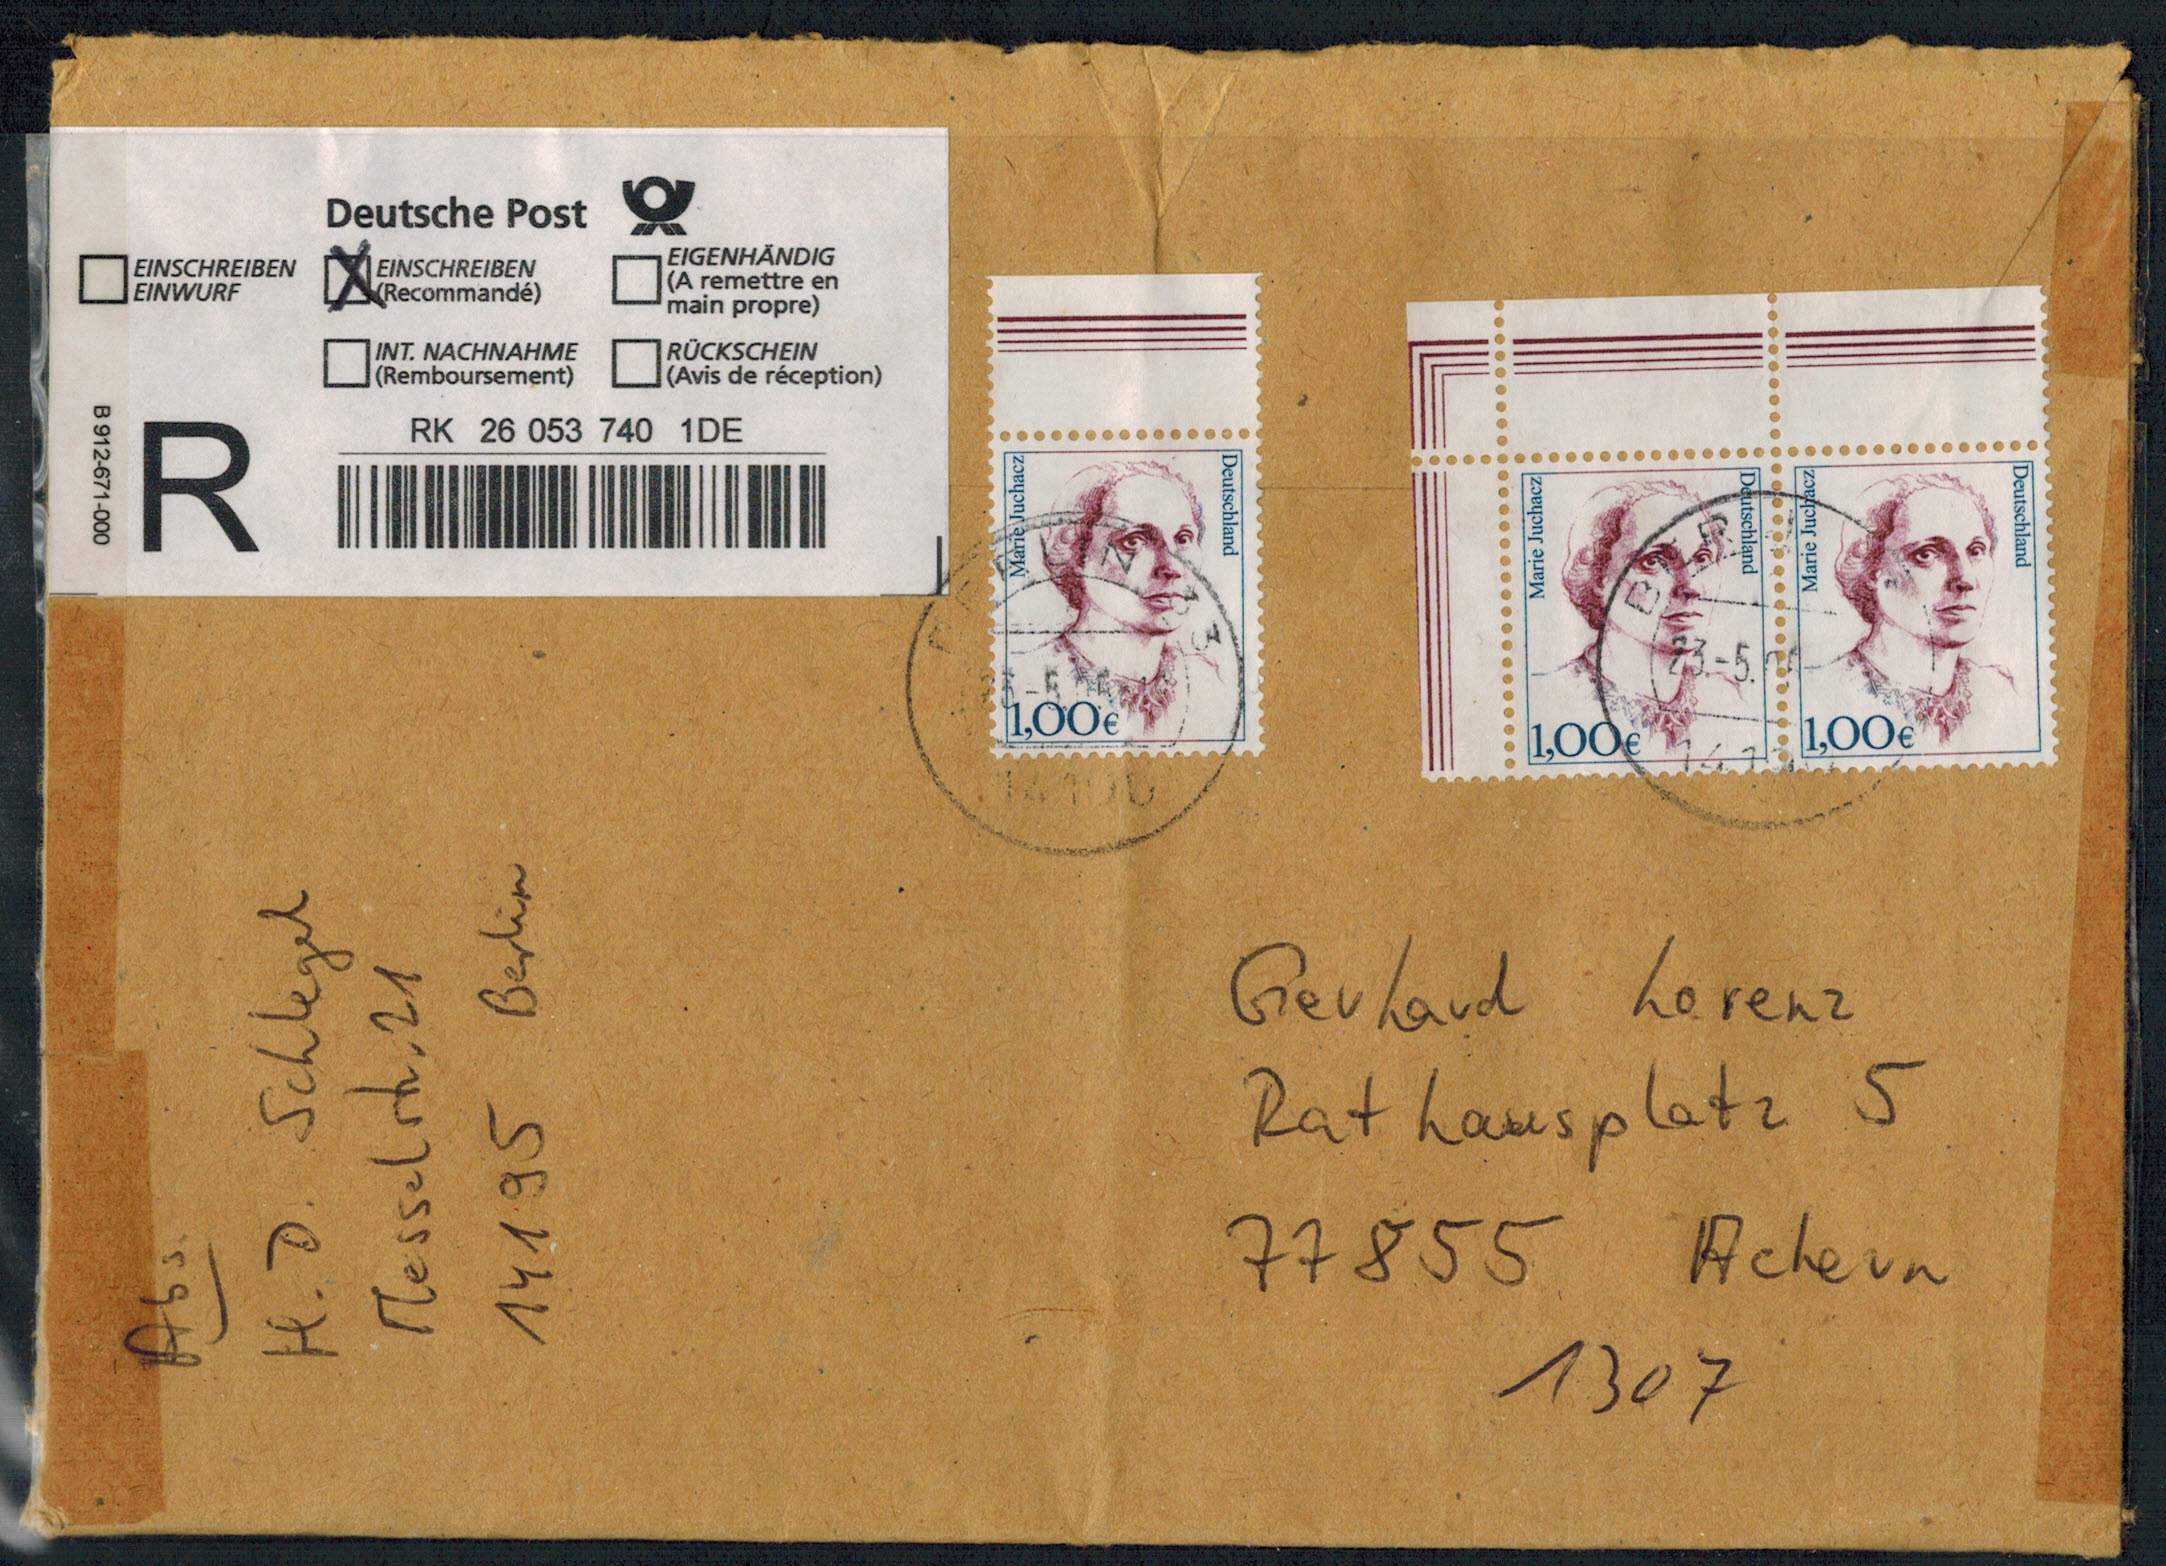 Deutsche Post
EINSCHREIBEN
EINWURF
EINSCHREIBEN
(Recommandé)
EIGENHÄNDIG
(A remettre en
main propre)
INT. NACHNAHME
(Remboursement)
RÜCKSCHEIN
(Avis de réception)
B 912-671-000
R
RK 26 053 740 1DE
Marie Juchacz
Deutschland
1,00€
Marie Juchacz
Deutschland
1,00€
Marie Juchacz
Deutschland
1,00€
23.-5.
Abs.
H. D. Schlegel
Messelstr. 21
14195 Berlin
Gerhard Lorenz
Rathausplatz 5
77855 Achern
1307